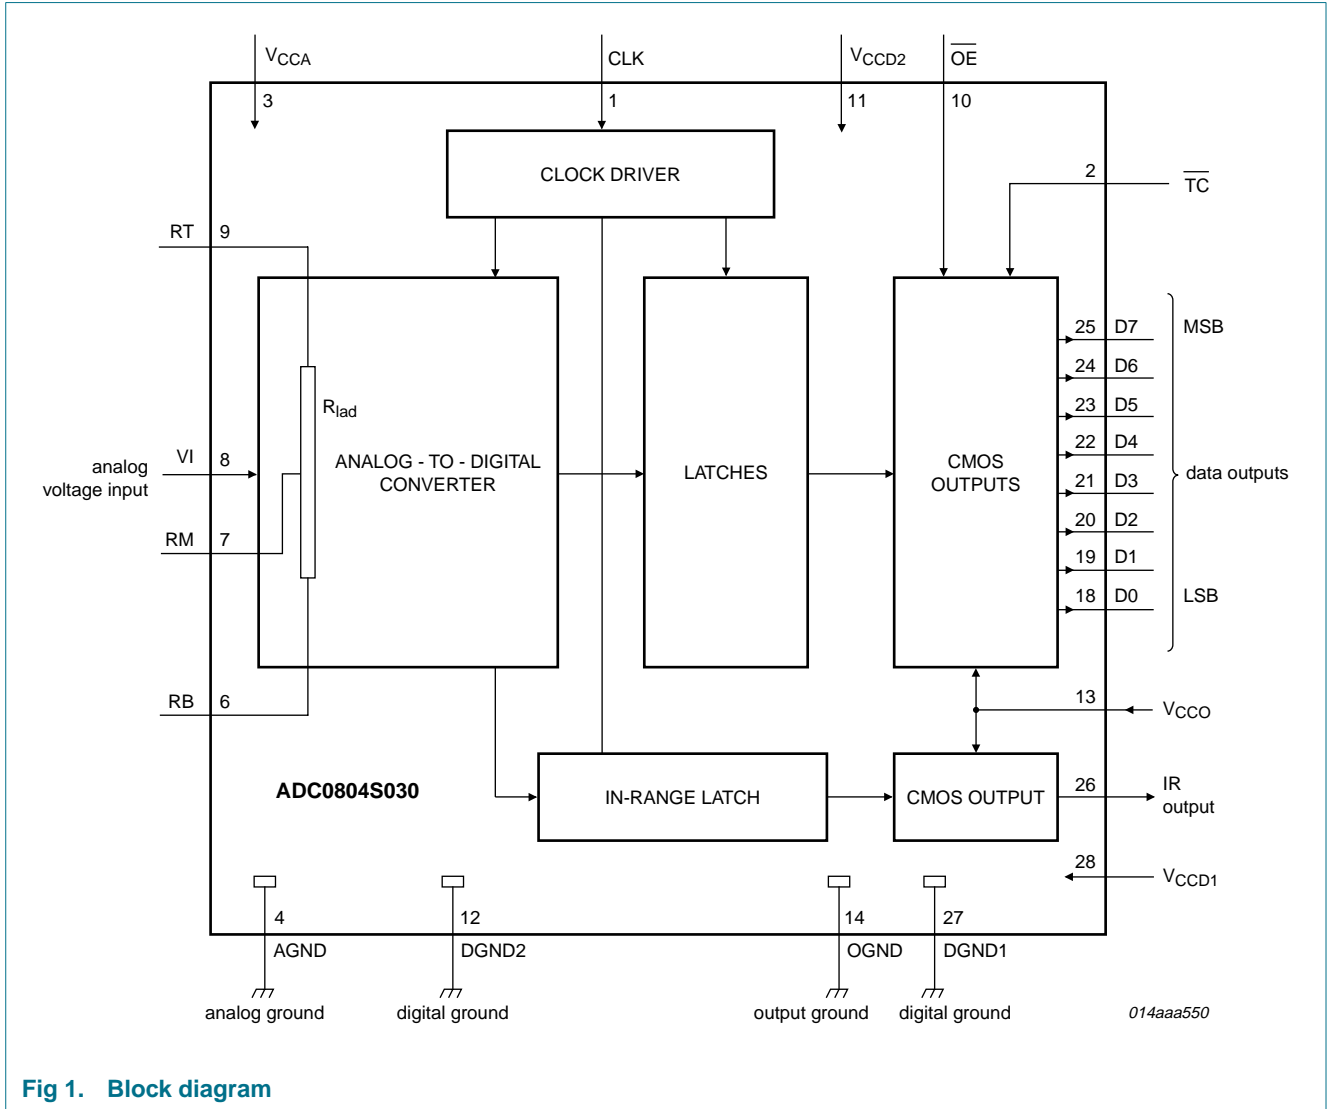 VCCA
CLK
VCCD2
OE
3
1
11
10
CLOCK DRIVER
2
TC
RT
9
25
D7
MSB
24
D6
23
D5
22
D4
21
D3
20
D2
19
D1
18
D0
LSB
data outputs
Rlad
VI
8
analog
voltage input
ANALOG - TO - DIGITAL
CONVERTER
LATCHES
CMOS
OUTPUTS
RM
7
RB
6
13
VCCO
ADC0804S030
IN-RANGE LATCH
CMOS OUTPUT
26
IR
output
28
VCCD1
4
12
14
27
AGND
DGND2
OGND
DGND1
analog ground
digital ground
output ground
digital ground
014aaa550
Fig 1. Block diagram